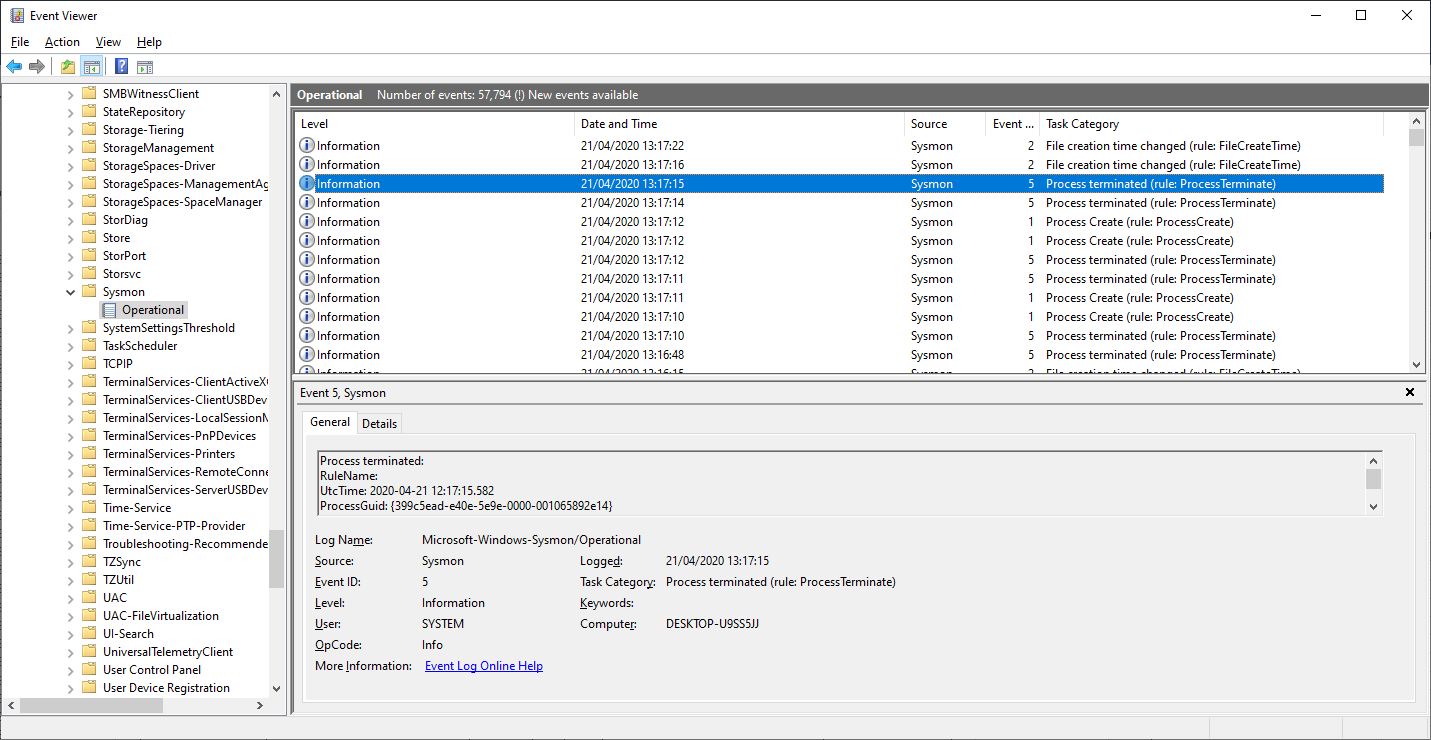 Event Viewer
File Action View Help
SMBWitnessClient
StateRepository
Storage-Tiering
StorageManagement
StorageSpaces-Driver
StorageSpaces-ManagementAg
StorageSpaces-SpaceManager
StorDiag
Store
StorPort
Storsvc
Sysmon
Operational
SystemSettingsThreshold
TaskScheduler
TCPIP
TerminalServices-ClientActiveX
TerminalServices-ClientUSBDev
TerminalServices-LocalSessionM
TerminalServices-PnPDevices
TerminalServices-Printers
TerminalServices-RemoteConne
TerminalServices-ServerUSBDev
Time-Service
Time-Service-PTP-Provider
Troubleshooting-Recommende
TZSync
TZUtil
UAC
UAC-FileVirtualization
UI-Search
UniversalTelemetryClient
User Control Panel
User Device Registration
Operational Number of events: 57,794 (!) New events available
Level Date and Time Source Event ... Task Category
Information 21/04/2020 13:17:22 Sysmon 2 File creation time changed (rule: FileCreateTime)
Information 21/04/2020 13:17:16 Sysmon 2 File creation time changed (rule: FileCreateTime)
Information 21/04/2020 13:17:15 Sysmon 5 Process terminated (rule: ProcessTerminate)
Information 21/04/2020 13:17:14 Sysmon 5 Process terminated (rule: ProcessTerminate)
Information 21/04/2020 13:17:12 Sysmon 1 Process Create (rule: ProcessCreate)
Information 21/04/2020 13:17:12 Sysmon 1 Process Create (rule: ProcessCreate)
Information 21/04/2020 13:17:12 Sysmon 5 Process terminated (rule: ProcessTerminate)
Information 21/04/2020 13:17:11 Sysmon 5 Process terminated (rule: ProcessTerminate)
Information 21/04/2020 13:17:11 Sysmon 1 Process Create (rule: ProcessCreate)
Information 21/04/2020 13:17:10 Sysmon 1 Process Create (rule: ProcessCreate)
Information 21/04/2020 13:17:10 Sysmon 5 Process terminated (rule: ProcessTerminate)
Information 21/04/2020 13:16:48 Sysmon 5 Process terminated (rule: ProcessTerminate)
Information 21/04/2020 13:16:15 Sysmon 2 File creation time changed (rule: FileCreateTime)
Event 5, Sysmon
General Details
Process terminated:
RuleName:
UtcTime: 2020-04-21 12:17:15.582
ProcessGuid: {399c5ead-e40e-5e9e-0000-001065892e14}
Log Name: Microsoft-Windows-Sysmon/Operational
Source: Sysmon Logged: 21/04/2020 13:17:15
Event ID: 5 Task Category: Process terminated (rule: ProcessTerminate)
Level: Information Keywords:
User: SYSTEM Computer: DESKTOP-U9SS5JJ
OpCode: Info
More Information: Event Log Online Help